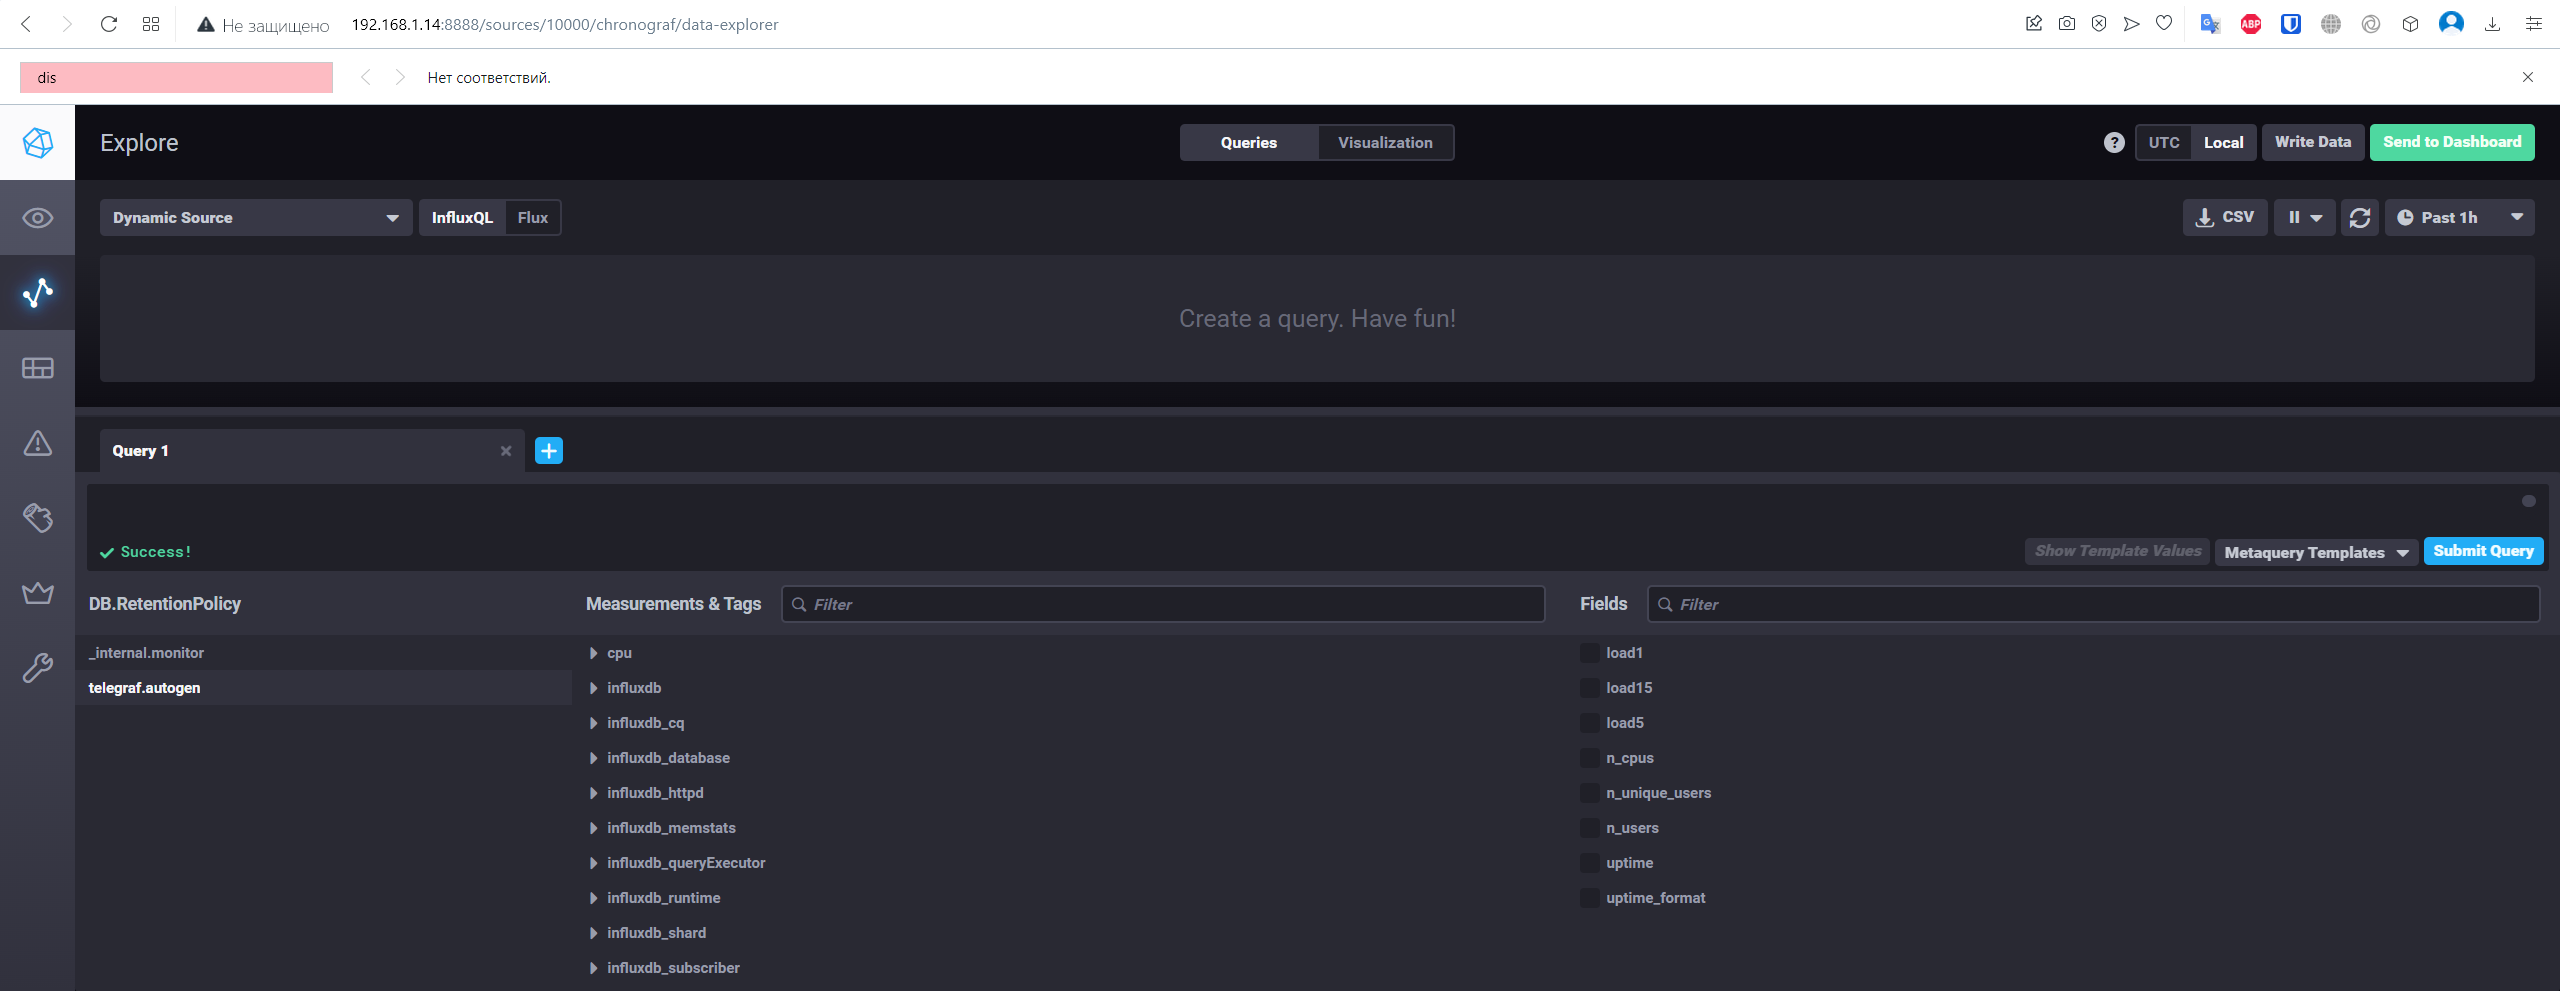 Не защищено 192.168.1.14:8888/sources/10000/chronograf/data-explorer
ABP
dis
Нет соответствий.
Explore
Queries
Visualization
?
UTC
Local
Write Data
Send to Dashboard
Dynamic Source
InfluxQL
Flux
CSV
Past 1h
Create a query. Have fun!
Query 1
Success!
Show Template Values
Metaquery Templates
Submit Query
DB.RetentionPolicy
_internal.monitor
telegraf.autogen
Measurements & Tags
Filter
cpu
influxdb
influxdb_cq
influxdb_database
influxdb_httpd
influxdb_memstats
influxdb_queryExecutor
influxdb_runtime
influxdb_shard
influxdb_subscriber
Fields
Filter
load1
load15
load5
n_cpus
n_unique_users
n_users
uptime
uptime_format